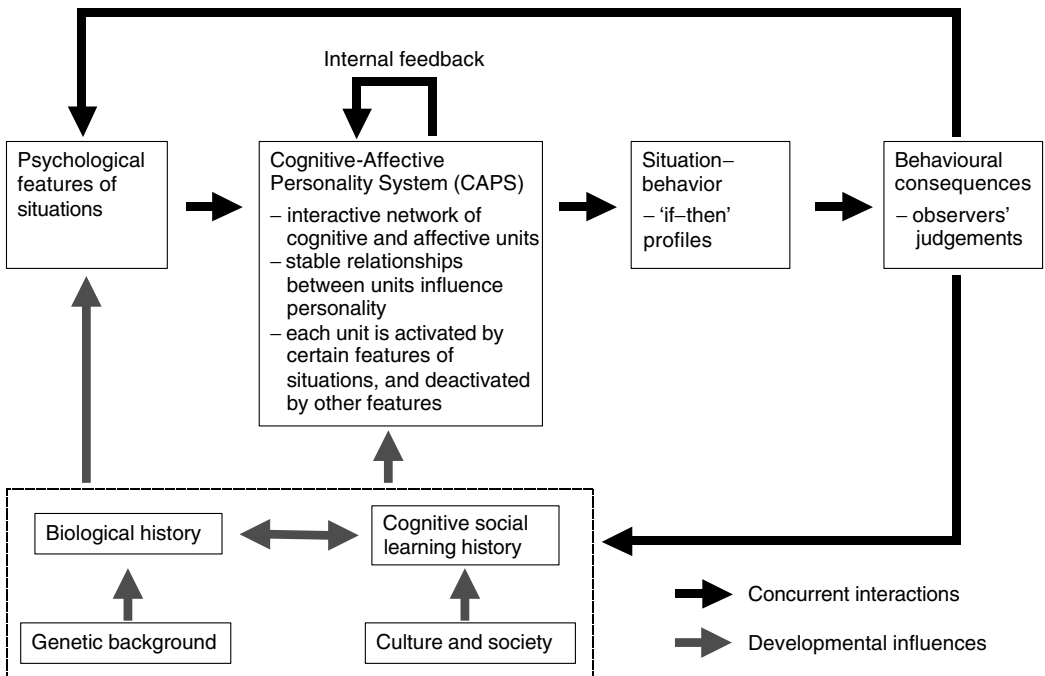 Internal feedback
Psychological
features of
situations
Cognitive-Affective
Personality System (CAPS)
– interactive network of
cognitive and affective units
– stable relationships
between units influence
personality
– each unit is activated by
certain features of
situations, and deactivated
by other features
Situation–
behavior
– ‘if–then’
profiles
Behavioural
consequences
– observers’
judgements
Biological history
Cognitive social
learning history
Genetic background
Culture and society
Concurrent interactions
Developmental influences